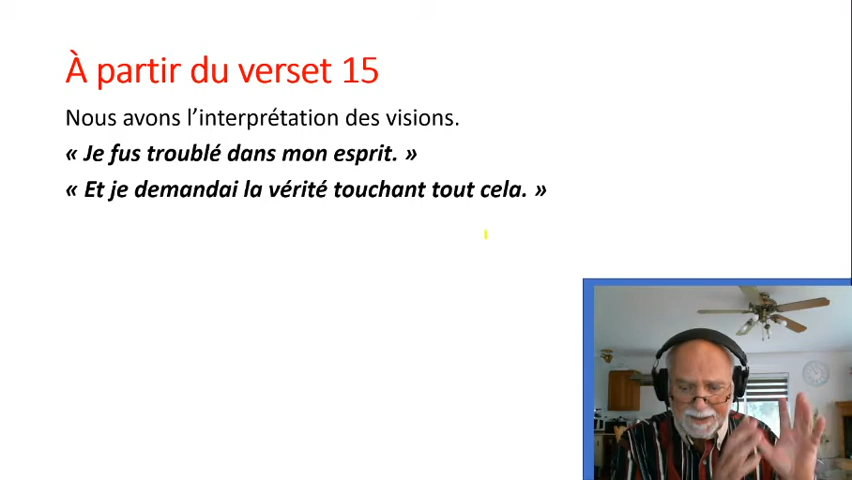 À partir du verset 15
Nous avons l’interprétation des visions.
« Je fus troublé dans mon esprit. »
« Et je demandai la vérité touchant tout cela. »